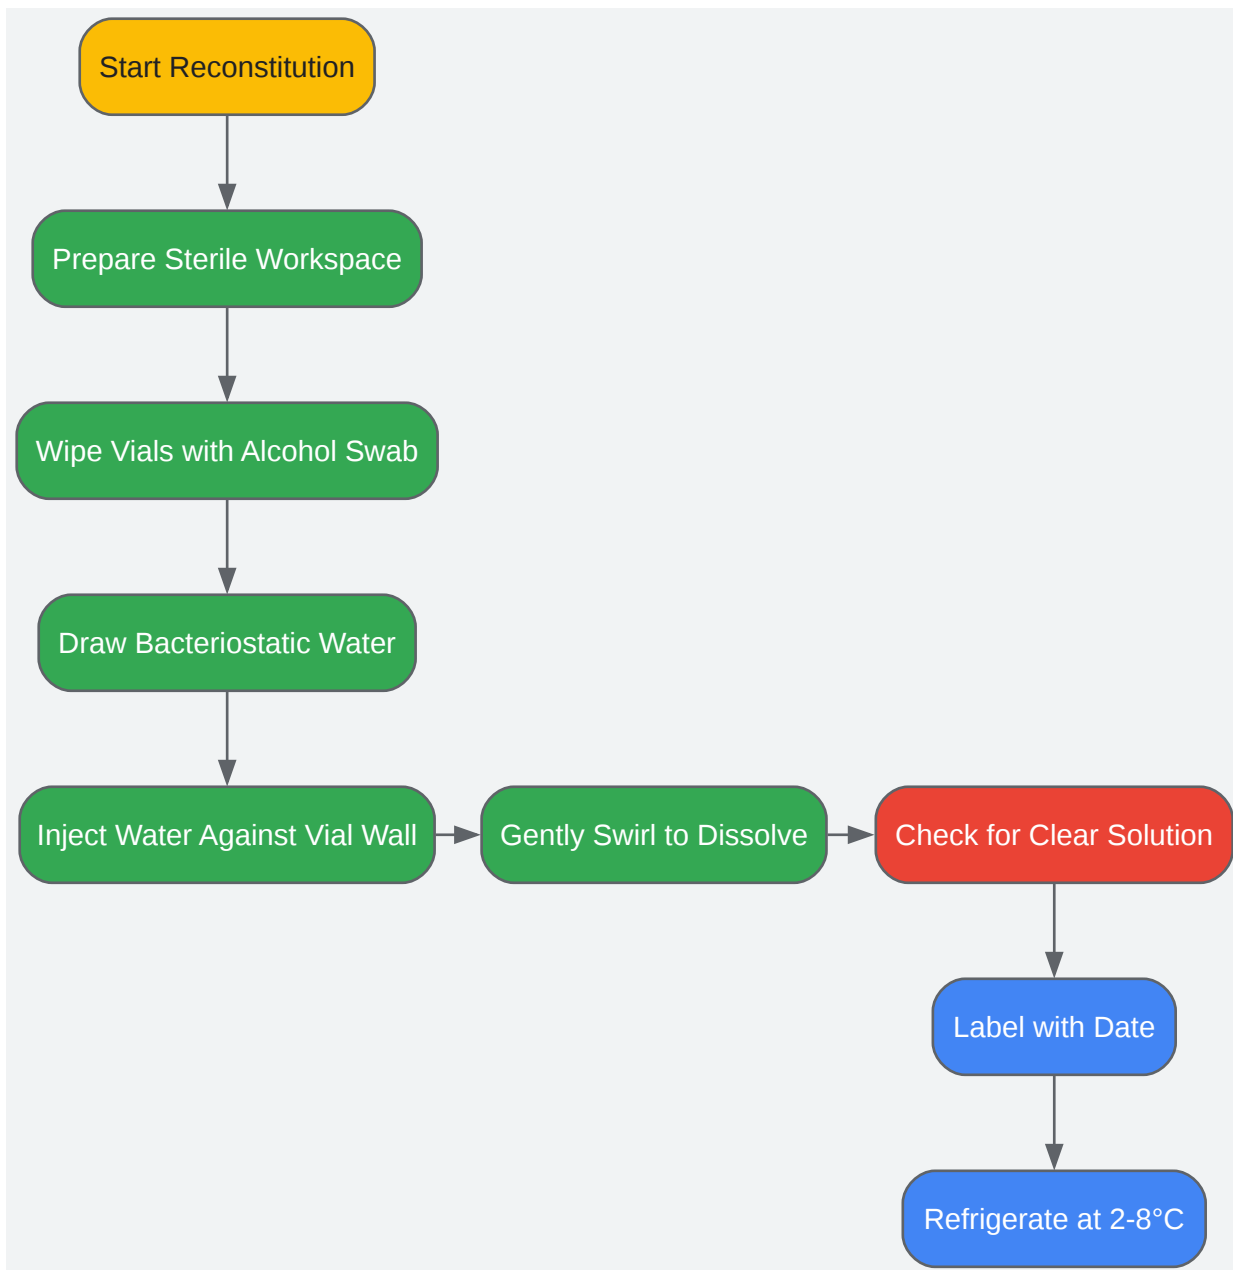 Start Reconstitution
Prepare Sterile Workspace
Wipe Vials with Alcohol Swab
Draw Bacteriostatic Water
Inject Water Against Vial Wall
Gently Swirl to Dissolve
Check for Clear Solution
Label with Date
Refrigerate at 2-8°C